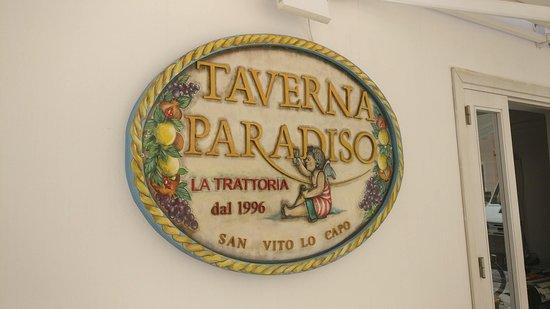 TAVERNA
PARADISO
LA TRATTORIA
dal 1996
SAN VITO LO CAPO